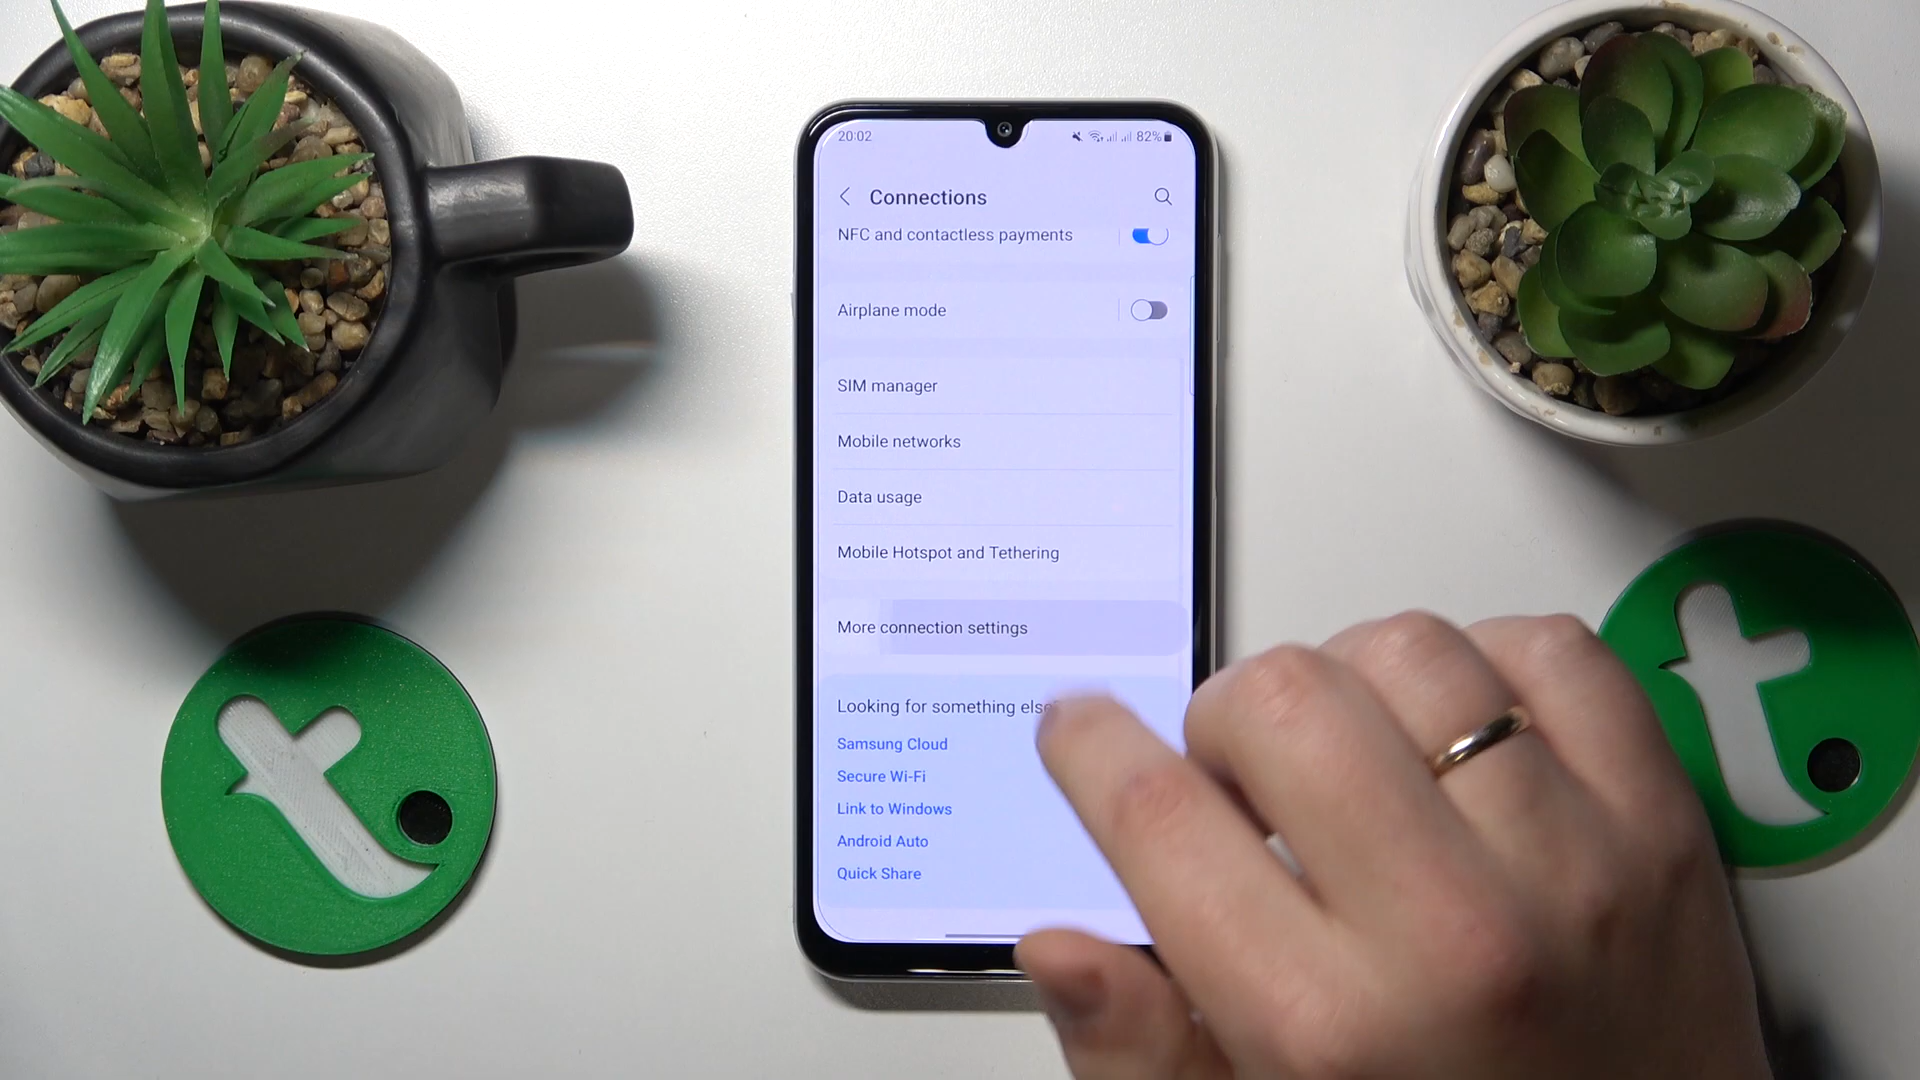 20:02
82%
Connections
NFC and contactless payments
Airplane mode
SIM manager
Mobile networks
Data usage
Mobile Hotspot and Tethering
More connection settings
Looking for something else
Samsung Cloud
Secure Wi-Fi
Link to Windows
Android Auto
Quick Share
t.
t.